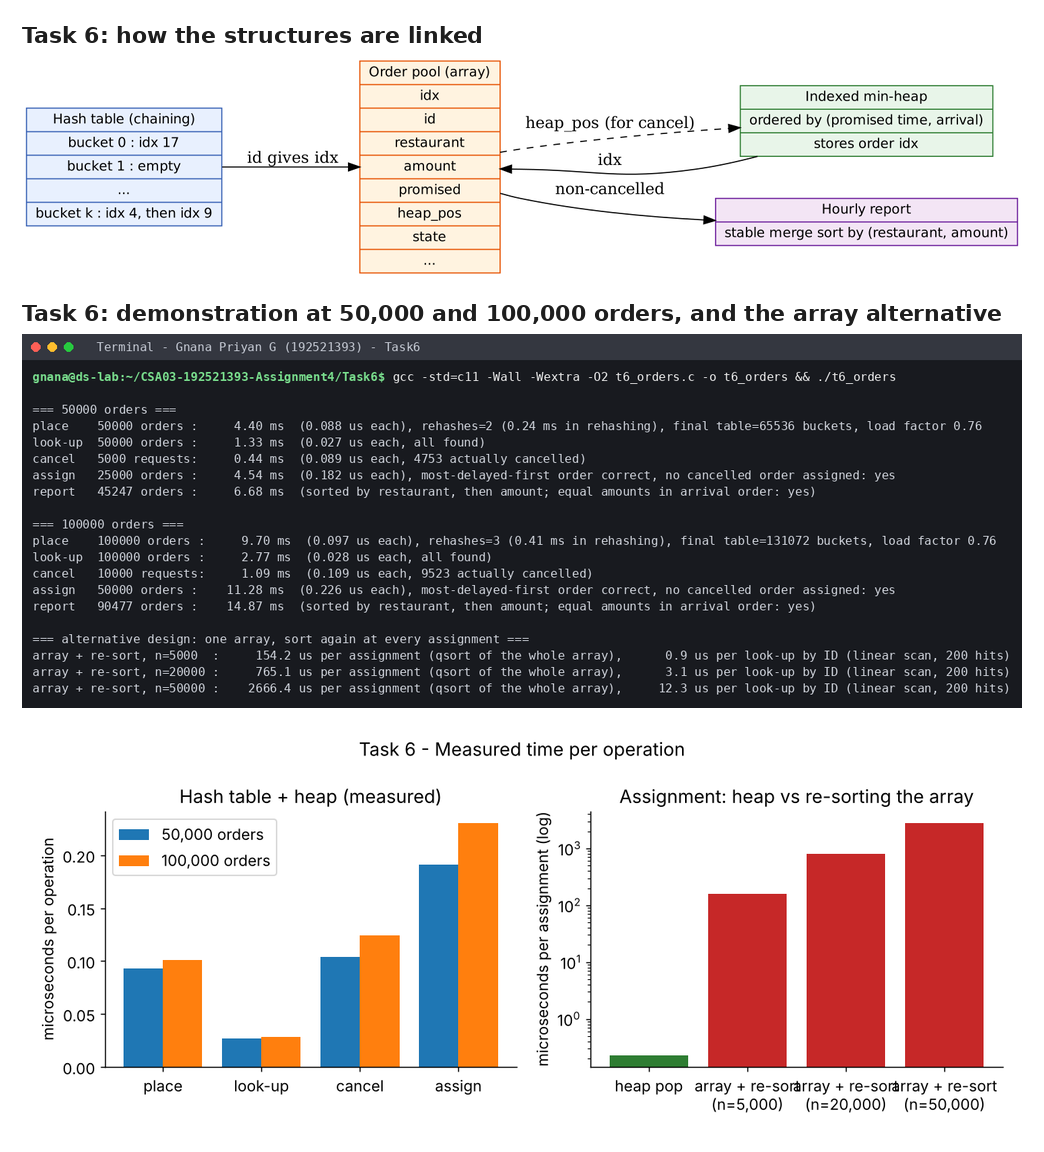 Task 6: how the structures are linked
Hash table (chaining)
bucket 0 : idx 17
bucket 1 : empty
...
bucket k : idx 4, then idx 9
id gives idx
Order pool (array)
idx
id
restaurant
amount
promised
heap_pos
state
...
heap_pos (for cancel)
idx
non-cancelled
Indexed min-heap
ordered by (promised time, arrival)
stores order idx
Hourly report
stable merge sort by (restaurant, amount)
Task 6: demonstration at 50,000 and 100,000 orders, and the array alternative
Terminal - Gnana Priyan G (192521393) - Task6
gnana@ds-lab:~/CSA03-192521393-Assignment4/Task6$ gcc -std=c11 -Wall -Wextra -O2 t6_orders.c -o t6_orders && ./t6_orders
=== 50000 orders ===
place    50000 orders :     4.40 ms  (0.088 us each), rehashes=2 (0.24 ms in rehashing), final table=65536 buckets, load factor 0.76
look-up  50000 orders :     1.33 ms  (0.027 us each, all found)
cancel   5000 requests:     0.44 ms  (0.089 us each, 4753 actually cancelled)
assign   25000 orders :     4.54 ms  (0.182 us each), most-delayed-first order correct, no cancelled order assigned: yes
report   45247 orders :     6.68 ms  (sorted by restaurant, then amount; equal amounts in arrival order: yes)
=== 100000 orders ===
place    100000 orders :     9.70 ms  (0.097 us each), rehashes=3 (0.41 ms in rehashing), final table=131072 buckets, load factor 0.76
look-up  100000 orders :     2.77 ms  (0.028 us each, all found)
cancel   10000 requests:     1.09 ms  (0.109 us each, 9523 actually cancelled)
assign   50000 orders :    11.28 ms  (0.226 us each), most-delayed-first order correct, no cancelled order assigned: yes
report   90477 orders :    14.87 ms  (sorted by restaurant, then amount; equal amounts in arrival order: yes)
=== alternative design: one array, sort again at every assignment ===
array + re-sort, n=5000  :     154.2 us per assignment (qsort of the whole array),      0.9 us per look-up by ID (linear scan, 200 hits)
array + re-sort, n=20000 :     765.1 us per assignment (qsort of the whole array),      3.1 us per look-up by ID (linear scan, 200 hits)
array + re-sort, n=50000 :    2666.4 us per assignment (qsort of the whole array),     12.3 us per look-up by ID (linear scan, 200 hits)
Task 6 - Measured time per operation
Hash table + heap (measured)
microseconds per operation
50,000 orders
100,000 orders
0.20
0.15
0.10
0.05
0.00
place look-up cancel assign
Assignment: heap vs re-sorting the array
microseconds per assignment (log)
10³
10²
10¹
10⁰
heap pop
array + re-sort
(n=5,000)
array + re-sort
(n=20,000)
array + re-sort
(n=50,000)